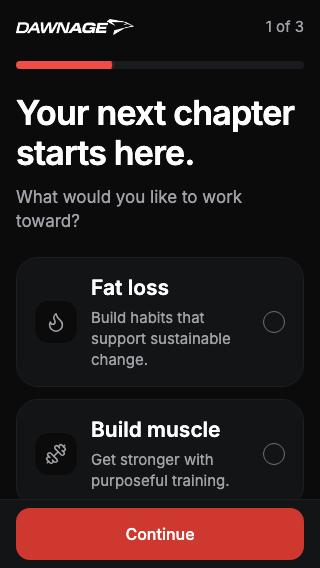 DAWNAGE
1 of 3
Your next chapter
starts here.
What would you like to work
toward?
Fat loss
Build habits that
support sustainable
change.
Build muscle
Get stronger with
purposeful training.
Continue